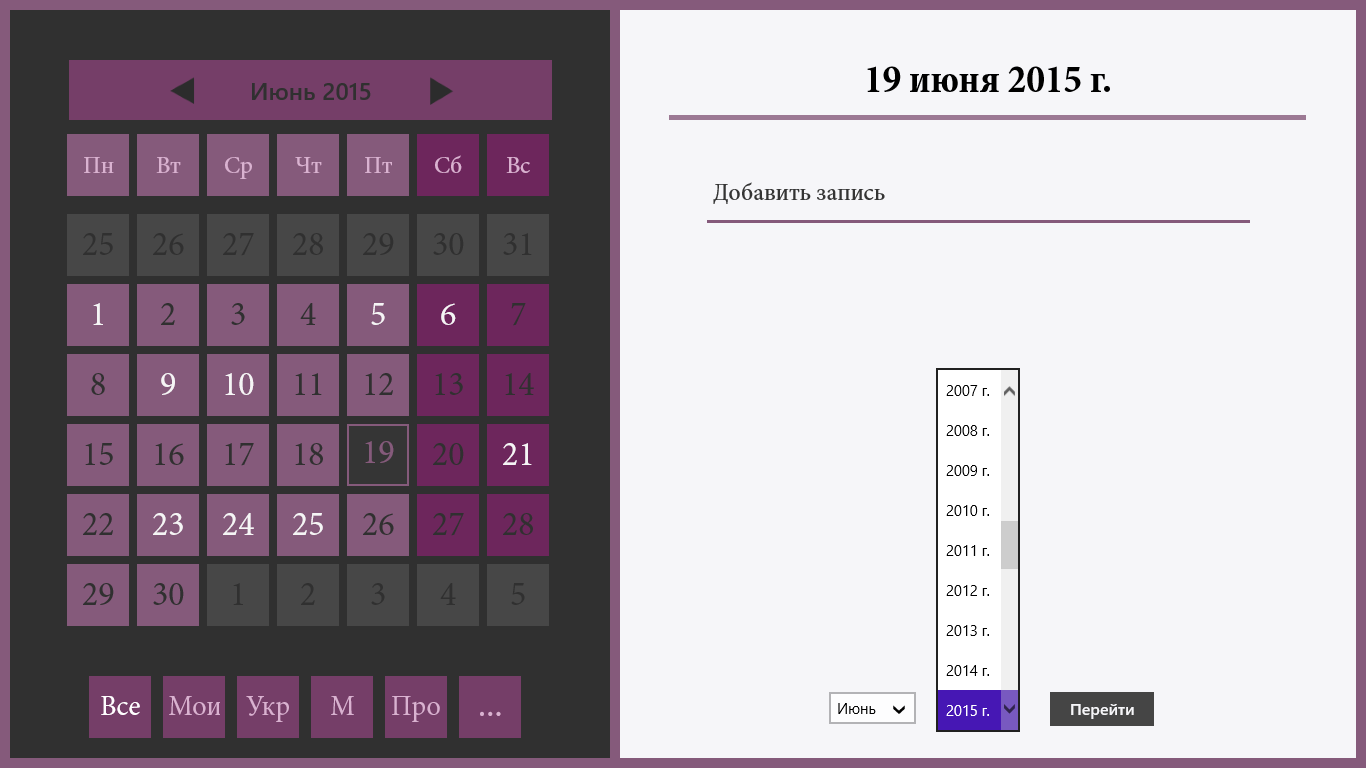 Июнь 2015
Пн Вт Ср Чт Пт Сб Вс
25 26 27 28 29 30 31
1 2 3 4 5 6 7
8 9 10 11 12 13 14
15 16 17 18 19 20 21
22 23 24 25 26 27 28
29 30 1 2 3 4 5
Все Мои Укр М Про ...
19 июня 2015 г.
Добавить запись
2007 г.
2008 г.
2009 г.
2010 г.
2011 г.
2012 г.
2013 г.
2014 г.
Июнь 2015 г. Перейти